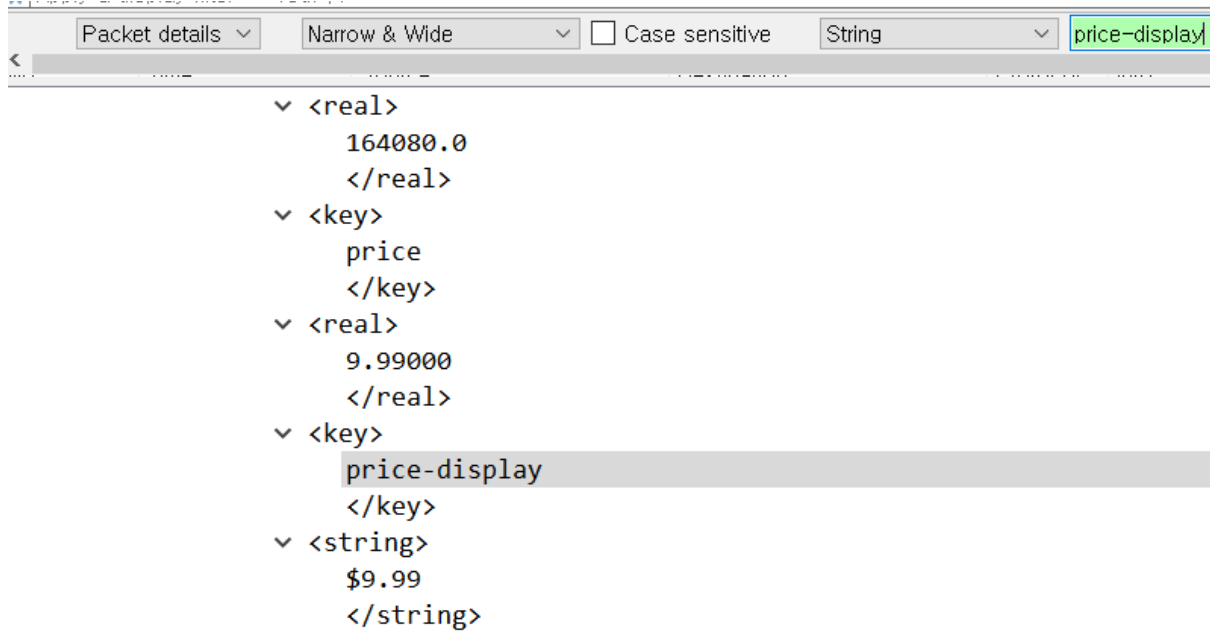 Packet details Narrow & Wide Case sensitive String price-display
<real>
164080.0
</real>
<key>
price
</key>
<real>
9.99000
</real>
<key>
price-display
</key>
<string>
$9.99
</string>